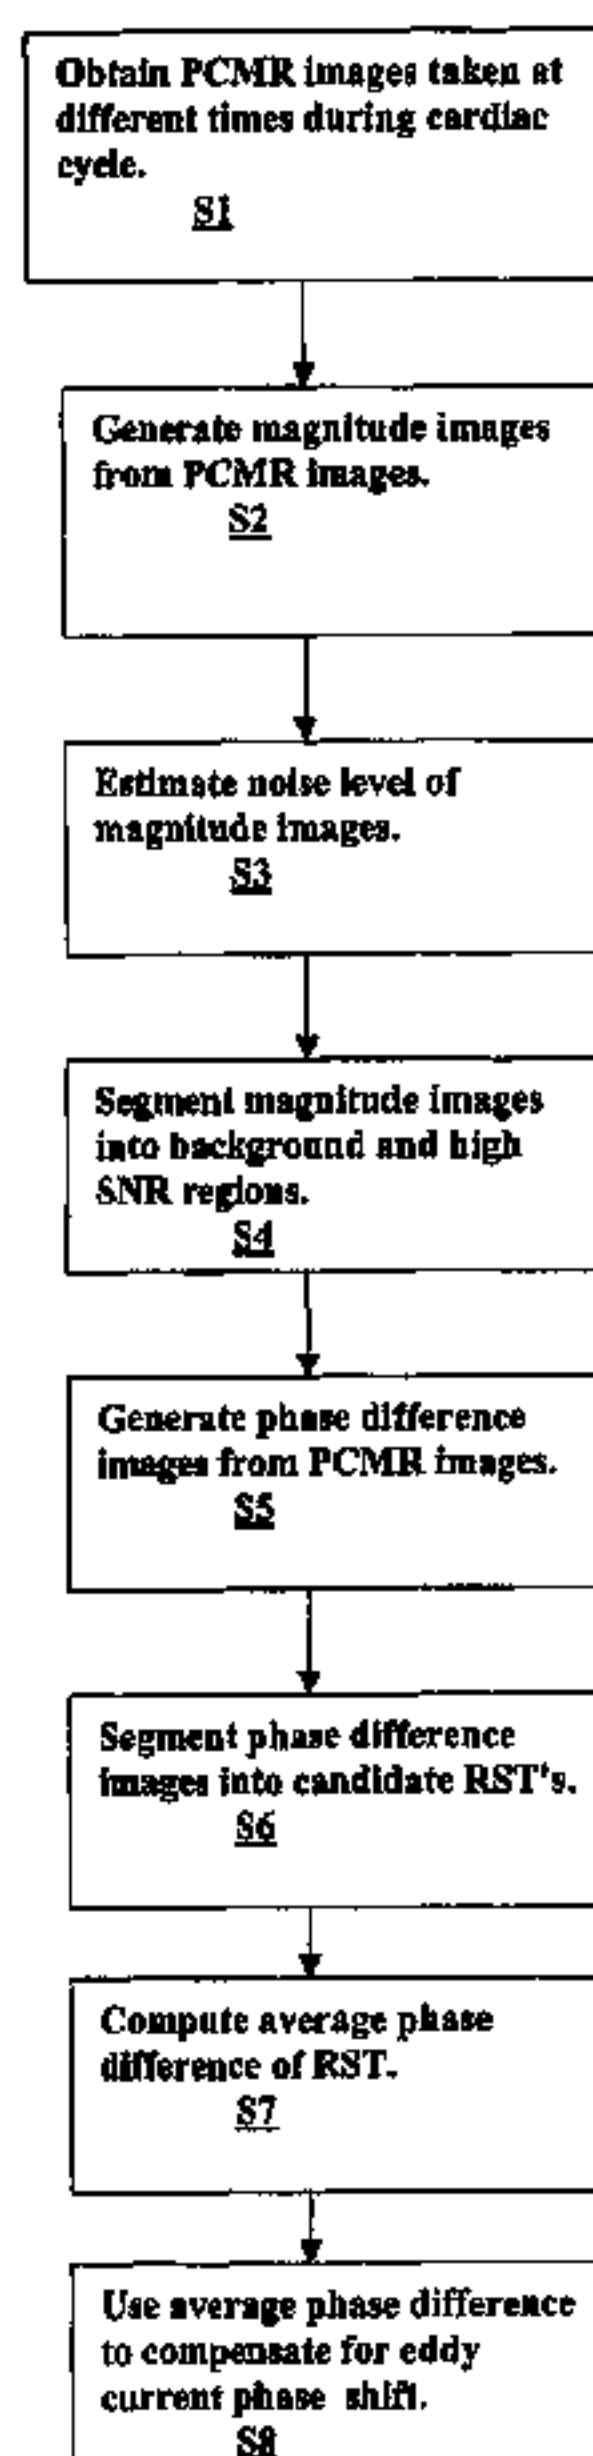 Obtain PCMR images taken at
different times during cardiac
cycle.
S1
Generate magnitude images
from PCMR images.
S2
Estimate noise level of
magnitude images.
S3
Segment magnitude images
into background and high
SNR regions.
S4
Generate phase difference
images from PCMR images.
S5
Segment phase difference
images into candidate RST's.
S6
Compute average phase
difference of RST.
S7
Use average phase difference
to compensate for eddy
current phase shift.
S8